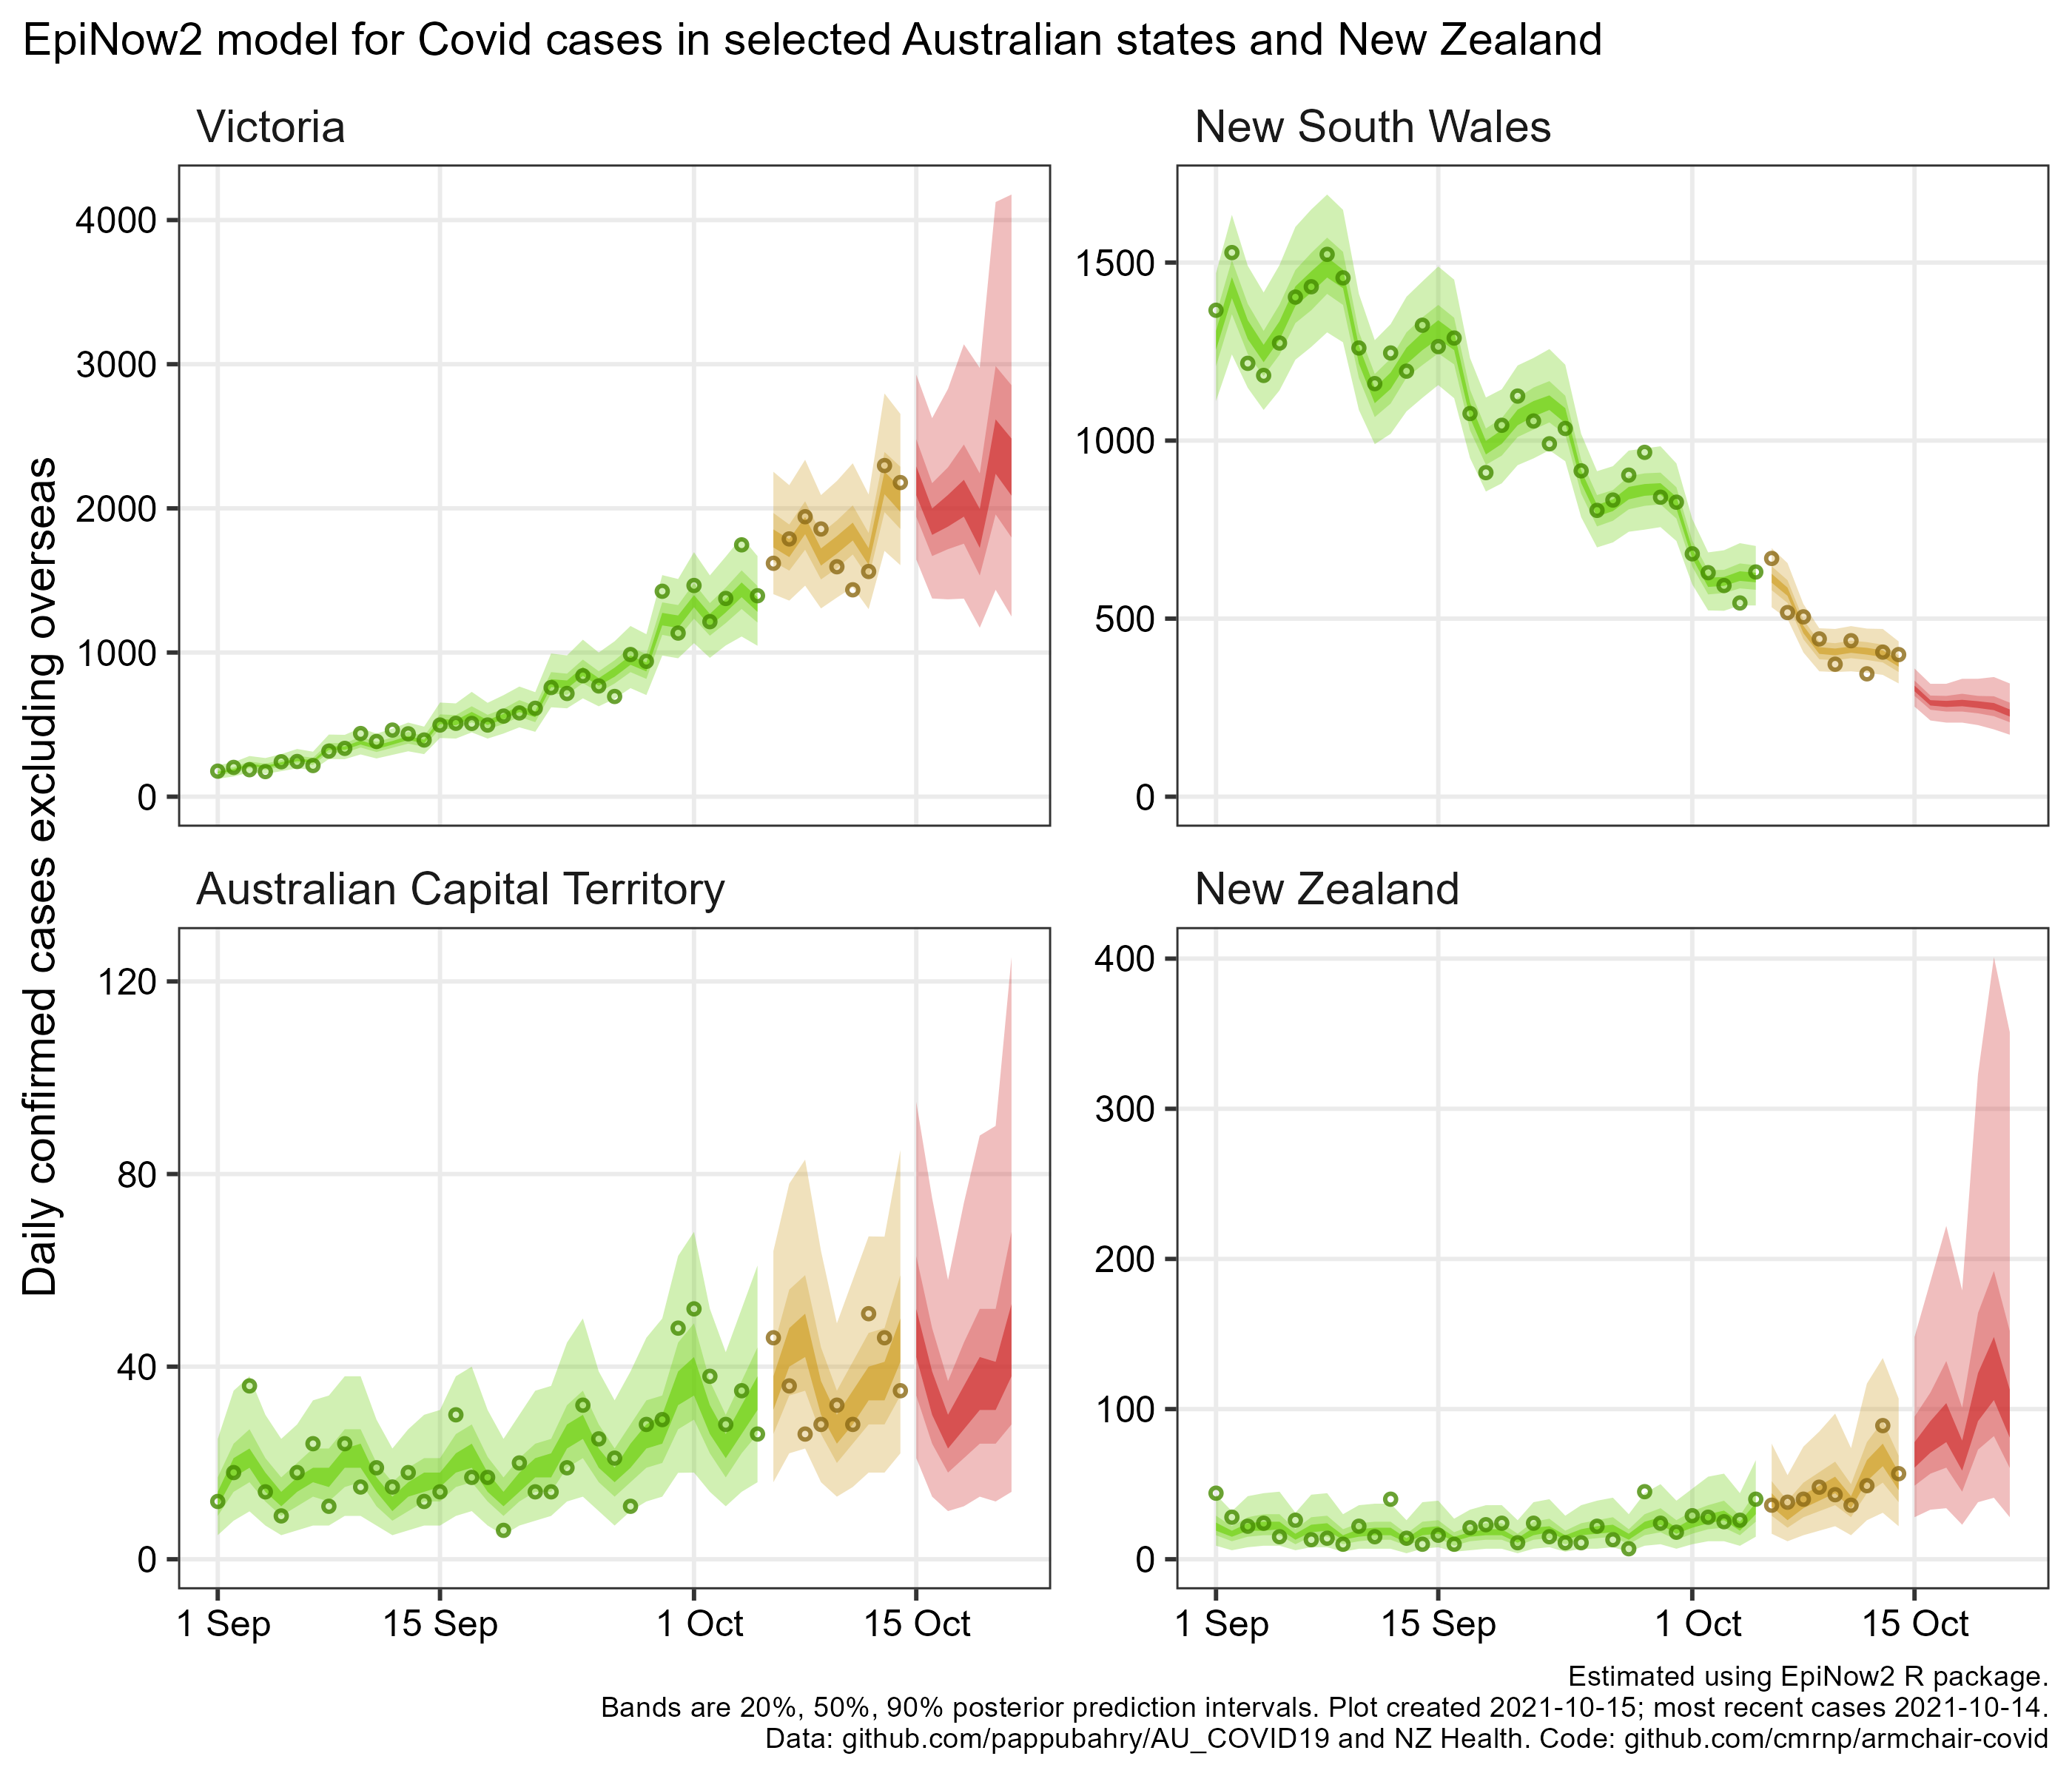 EpiNow2 model for Covid cases in selected Australian states and New Zealand
Daily confirmed cases excluding overseas
Victoria
4000
3000
2000
1000
0
New South Wales
1500
1000
500
0
Australian Capital Territory
120
80
40
0
1 Sep
15 Sep
1 Oct
15 Oct
New Zealand
400
300
200
100
0
1 Sep
15 Sep
1 Oct
15 Oct
Estimated using EpiNow2 R package.
Bands are 20%, 50%, 90% posterior prediction intervals. Plot created 2021-10-15; most recent cases 2021-10-14.
Data: github.com/pappubahry/AU_COVID19 and NZ Health. Code: github.com/cmrnp/armchair-covid